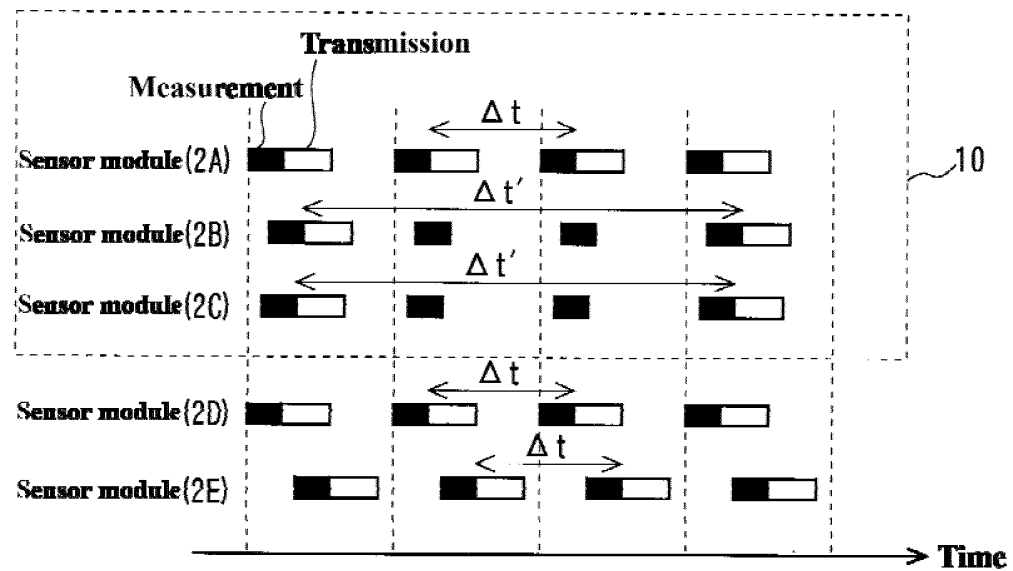 Transmission
Measurement
Δt
Sensor module(2A)
10
Δt′
Sensor module(2B)
Δt′
Sensor module(2C)
Δt
Sensor module(2D)
Δt
Sensor module(2E)
Time